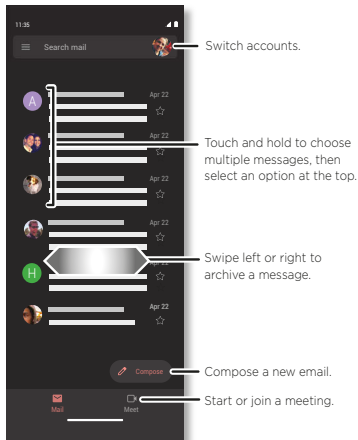 11:35
Search mail
Switch accounts.
A
Apr 22
Apr 22
Touch and hold to choose
multiple messages, then
select an option at the top.
Apr 22
Apr 22
Swipe left or right to
archive a message.
H
Apr 22
Apr 22
Compose
Compose a new email.
Mail
Meet
Start or join a meeting.